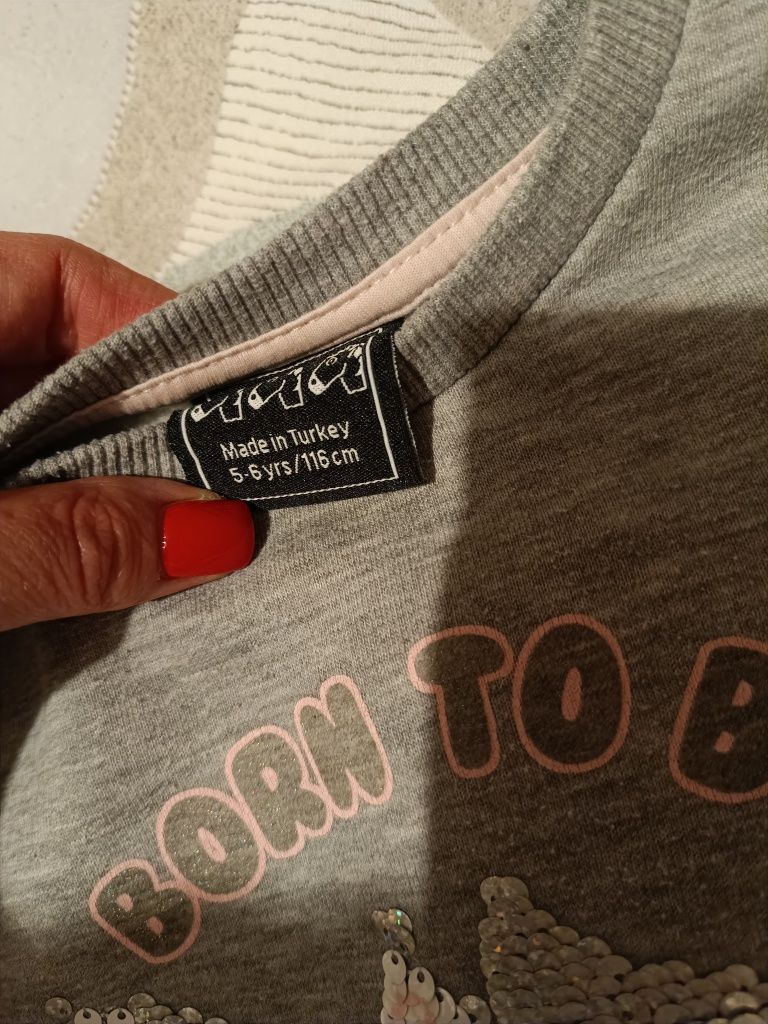 Made in Turkey
5-6 yrs/116 cm
BORN TO B